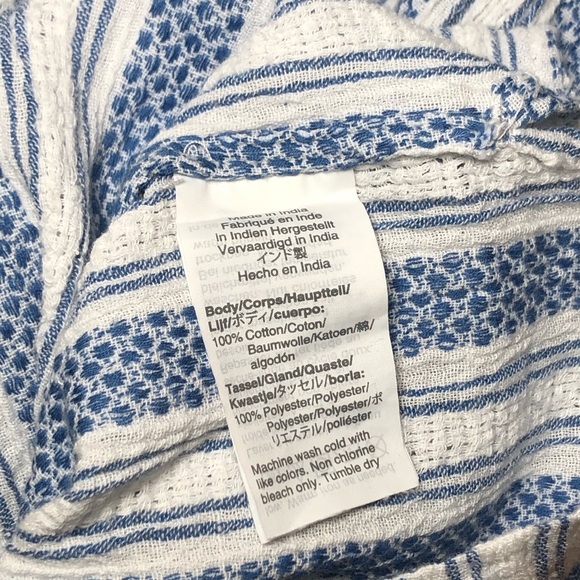 Made in India
Fabriqué en Inde
In Indien Hergestellt
Vervaardigd in India
インド製
Hecho en India
Body/Corps/Hauptteil/
Lijf/ボディ/cuerpo:
100% Cotton/Coton/
Baumwolle/Katoen/綿/
algodón
Tassel/Gland/Quaste/
Kwastje/タッセル/borla:
100% Polyester/Polyester/
Polyester/Polyester/ポ
リエステル/poliéster
Machine wash cold with
like colors. Non chlorine
bleach only. Tumble dry